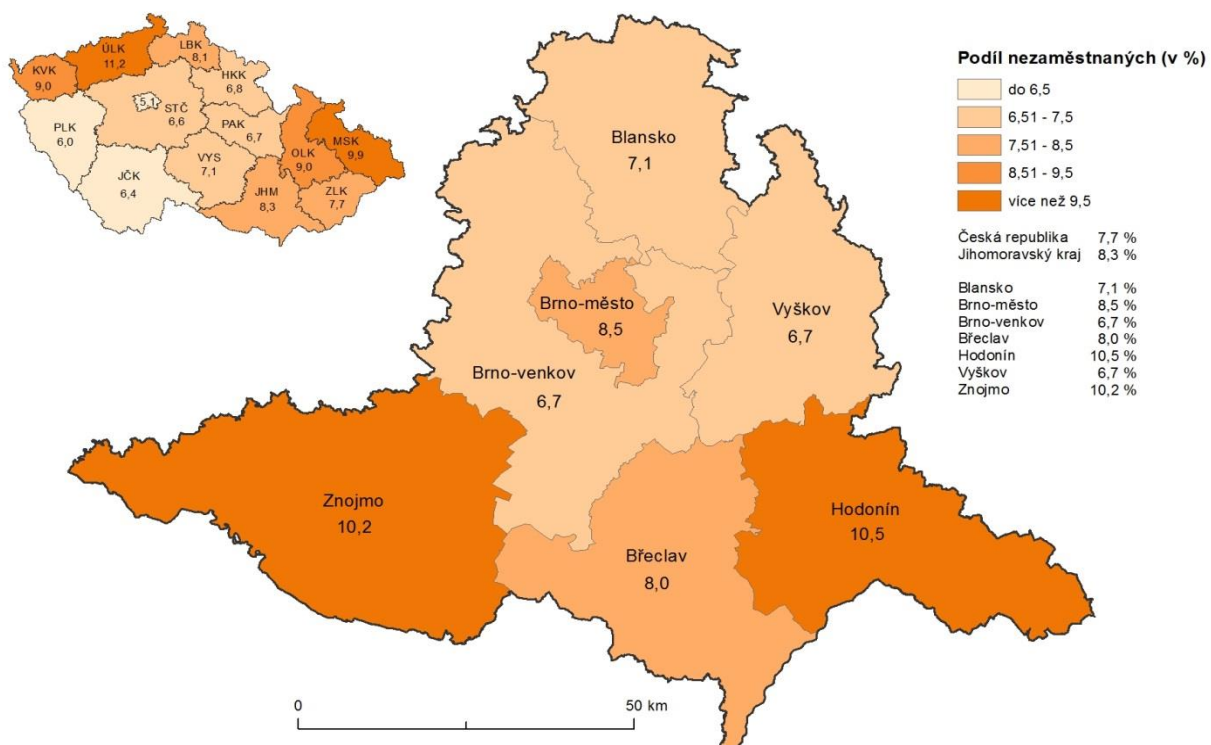 ÚLK
11,2
LBK
8,1
KVK
9,0
HKK
6,8
5,1
STČ
6,6
PLK
6,0
PAK
6,7
MSK
9,9
OLK
9,0
VYS
7,1
JČK
6,4
JHM
8,3
ZLK
7,7
Podíl nezaměstnaných (v %)
do 6,5
6,51 - 7,5
7,51 - 8,5
8,51 - 9,5
více než 9,5
Česká republika 7,7 %
Jihomoravský kraj 8,3 %
Blansko 7,1 %
Brno-město 8,5 %
Brno-venkov 6,7 %
Břeclav 8,0 %
Hodonín 10,5 %
Vyškov 6,7 %
Znojmo 10,2 %
Blansko
7,1
Brno-město
8,5
Vyškov
6,7
Brno-venkov
6,7
Znojmo
10,2
Hodonín
10,5
Břeclav
8,0
0 50 km